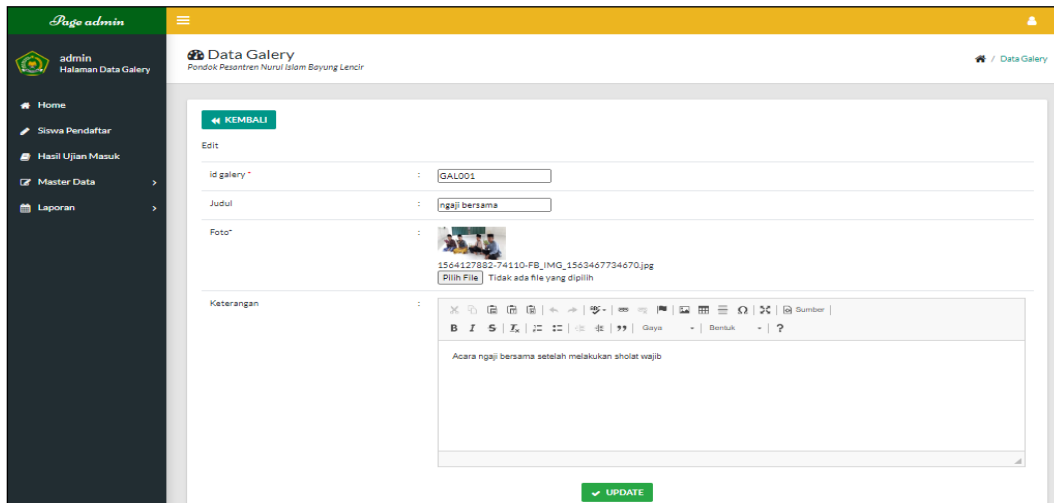 Page admin
admin
Halaman Data Galery
Home
Siswa Pendaftar
Hasil Ujian Masuk
Master Data
Laporan
Data Galery
Pondok Pesantren Nurul Islam Bayung Lencir
/ Data Galery
KEMBALI
Edit
id galery * : GAL001
Judul : ngaji bersama
Foto* :
1564127882-74110-FB_IMG_1563467734670.jpg
Pilih File Tidak ada file yang dipilih
Keterangan :
Sumber
B I S Ix Gaya Bentuk ?
Acara ngaji bersama setelah melakukan sholat wajib
UPDATE